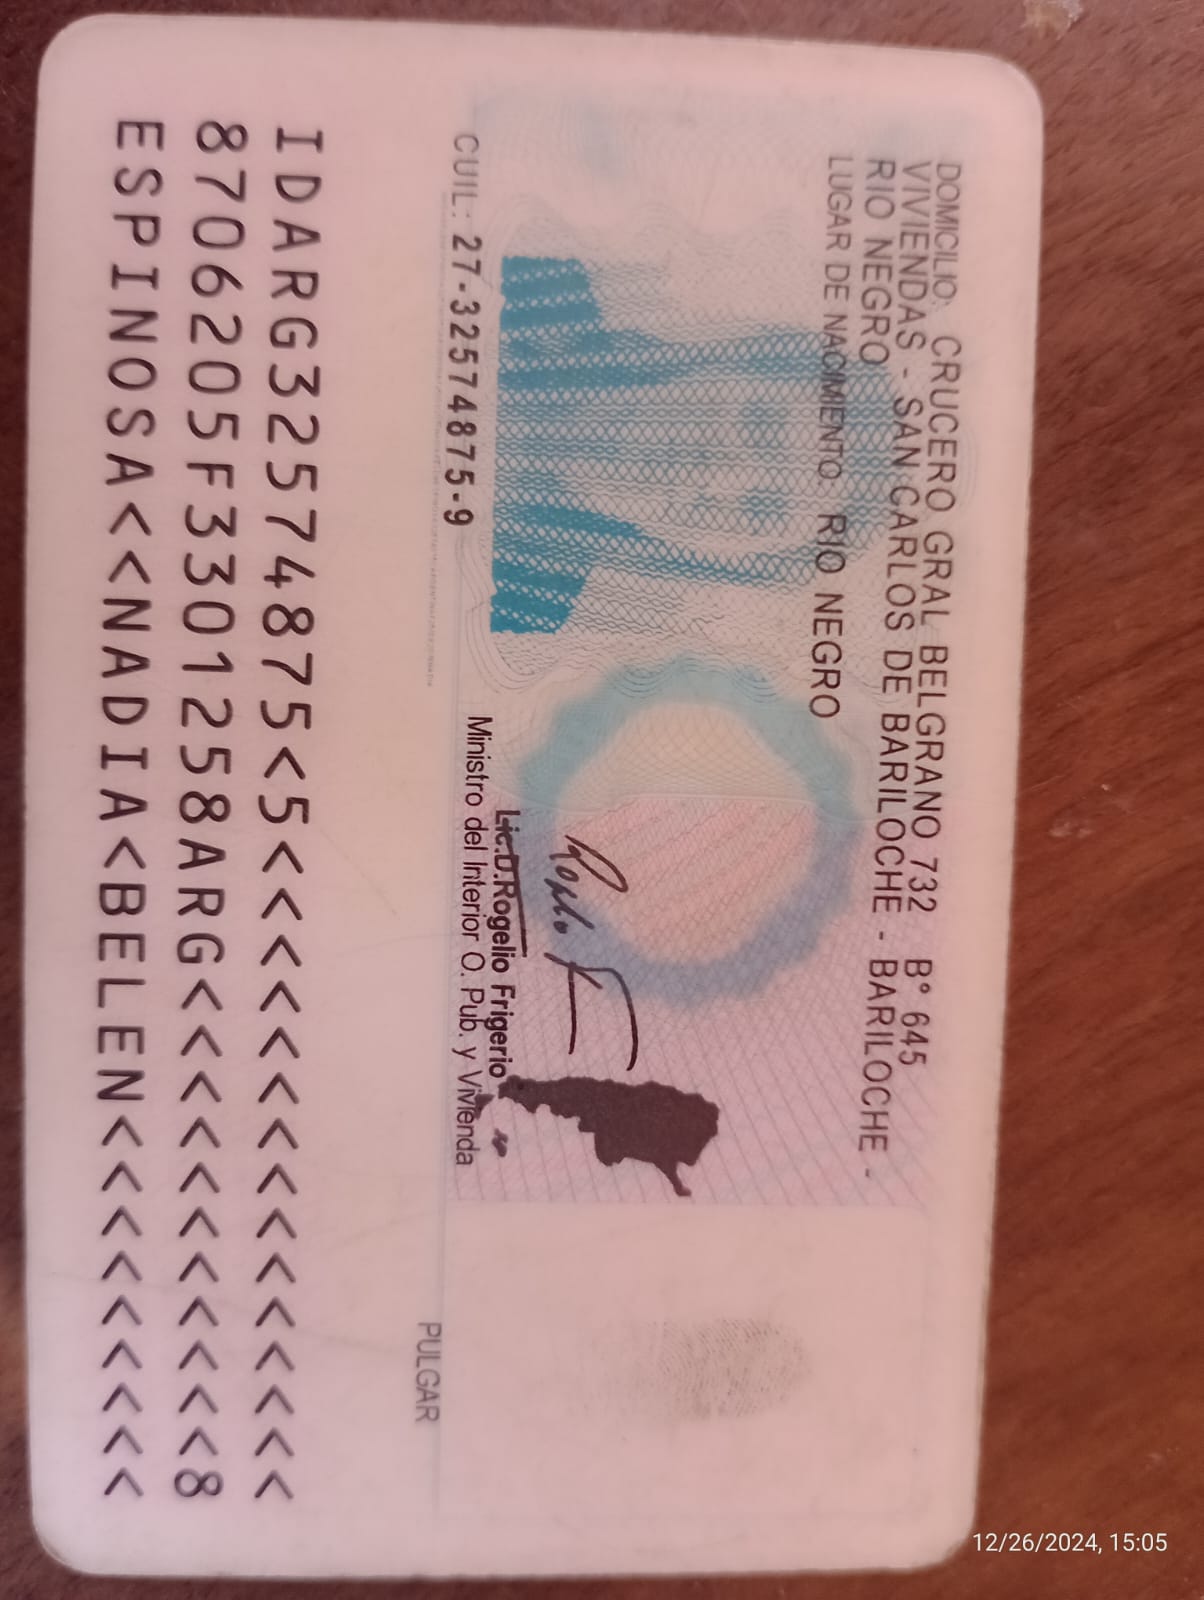 DOMICILIO: CRUCERO GRAL BELGRANO 732 B° 645
VIVIENDAS - SAN CARLOS DE BARILOCHE - BARILOCHE -
RIO NEGRO
LUGAR DE NACIMIENTO: RIO NEGRO
Lic.D.Rogelio Frigerio
Ministro del Interior O. Pub. y Vivienda
CUIL: 27-32574875-9
PULGAR
IDARG32574875<5<<<<<<<<<<<<<<<
8706205F3301258ARG<<<<<<<<<<<8
ESPINOSA<<NADIA<BELEN<<<<<<<<<
12/26/2024, 15:05